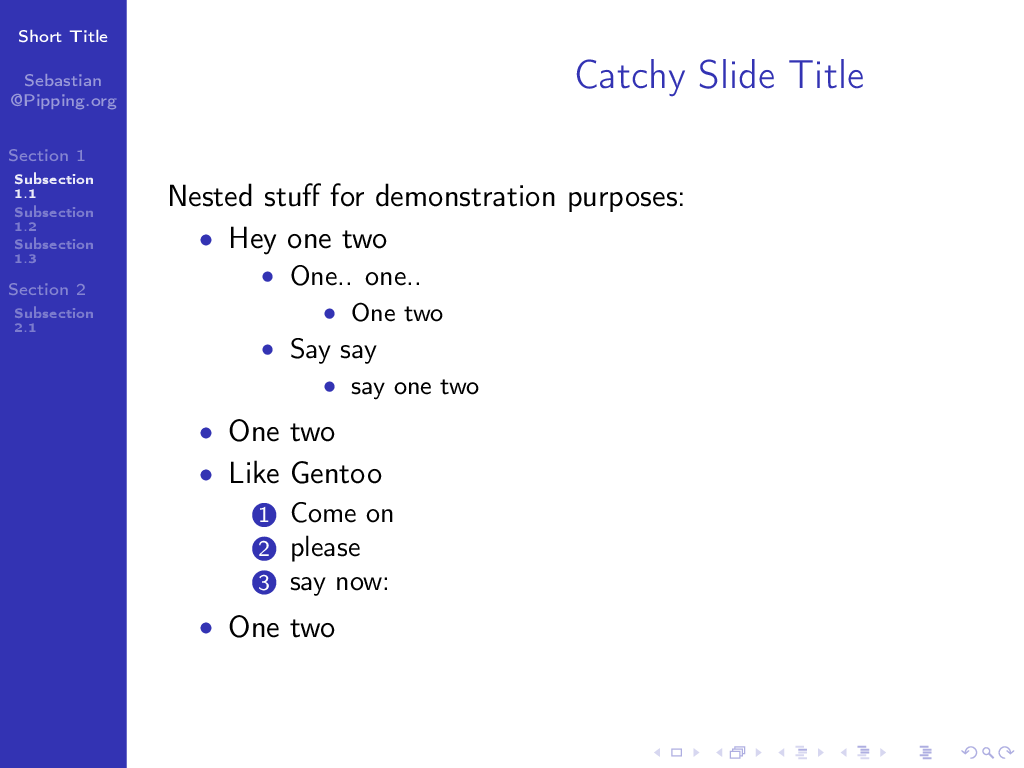 Short Title
Sebastian
@Pipping.org
Section 1
Subsection
1.1
Subsection
1.2
Subsection
1.3
Section 2
Subsection
2.1
Catchy Slide Title
Nested stuff for demonstration purposes:
• Hey one two
• One.. one..
• One two
• Say say
• say one two
• One two
• Like Gentoo
1 Come on
2 please
3 say now:
• One two